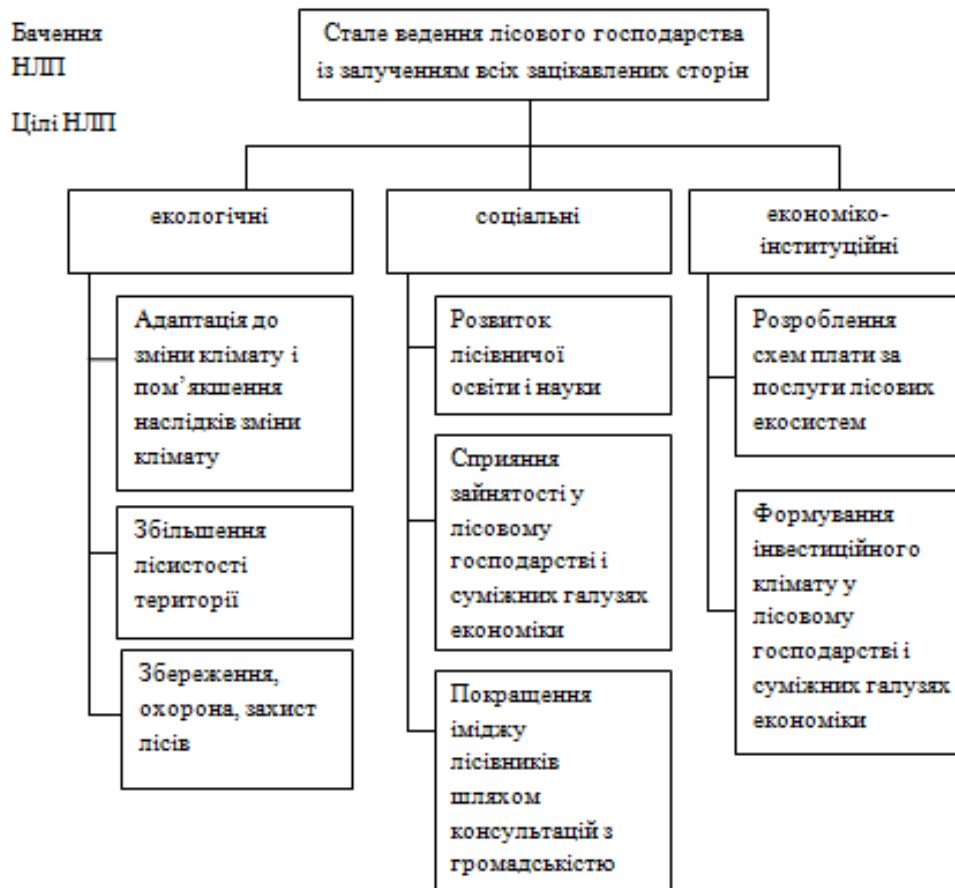 Бачення
НЛП
Стале ведення лісового господарства
із залученням всіх зацікавлених сторін
Цілі НЛП
екологічні
соціальні
економіко-
інституційні
Адаптація до
зміни клімату і
пом’якшення
наслідків зміни
клімату
Збільшення
лісистості
території
Збереження,
охорона, захист
лісів
Розвиток
лісівничої
освіти і науки
Сприяння
зайнятості у
лісовому
господарстві і
суміжних галузях
економіки
Покращення
іміджу
лісівників
шляхом
консультацій з
громадськістю
Розроблення
схем плати за
послуги лісових
екосистем
Формування
інвестиційного
клімату у
лісовому
господарстві і
суміжних галузях
економіки